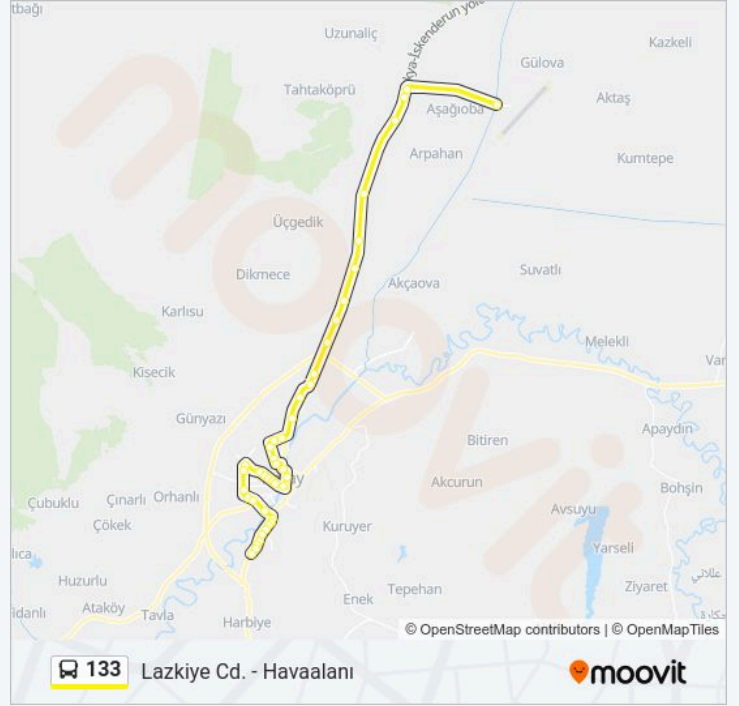 tbağı
Uzunaliç
Kazkeli
Gülova
Tahtaköprü
Aktaş
Aşağıoba
Arpahan
Kumtepe
Üçgedik
Dikmece
Suvatlı
Akçaova
Karlısu
Melekli
Kisecik
Günyazı
Apaydın
Bitiren
Akcurun
Bohşin
Çubuklu
Çınarlı
Orhanlı
Avsuyu
Çökek
Kuruyer
Yarseli
Huzurlu
Tepehan
Ziyaret
Enek
Ataköy
Tavla
Harbiye
© OpenStreetMap contributors | © OpenMapTiles
133 Lazkiye Cd. - Havaalanı
moovit